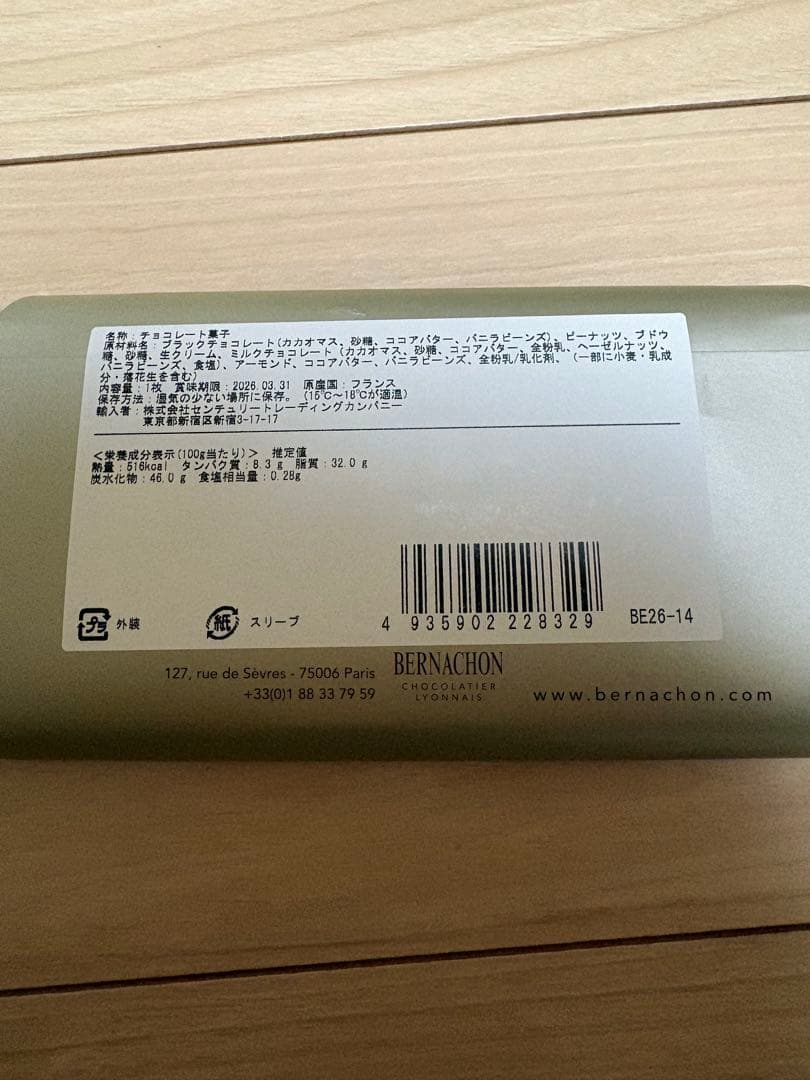 名称：チョコレート菓子
原材料名：ブラックチョコレート(カカオマス、砂糖、ココアバター、バニラビーンズ)、ピーナッツ、ブドウ
糖、砂糖、生クリーム、ミルクチョコレート（カカオマス、砂糖、ココアバター、全粉乳、ヘーゼルナッツ、
バニラビーンズ、食塩)、アーモンド、ココアバター、バニラビーンズ、全粉乳/乳化剤、（一部に小麦・乳成
分・落花生を含む）
内容量：1枚　賞味期限：2026.03.31　原産国：フランス
保存方法：湿気の少ない場所に保存。（15℃～18℃が適温）
輸入者：株式会社センチュリートレーディングカンパニー
東京都新宿区新宿3-17-17
＜栄養成分表示(100g当たり)＞　推定値
熱量：516kcal　タンパク質：8.3g　脂質：32.0g
炭水化物：46.0g　食塩相当量：0.28g
プラ 外装 紙 スリーブ
4 935902 228329
BE26-14
127, rue de Sèvres - 75006 Paris
+33(0)1 88 33 79 59
BERNACHON
CHOCOLATIER
LYONNAIS
www.bernachon.com